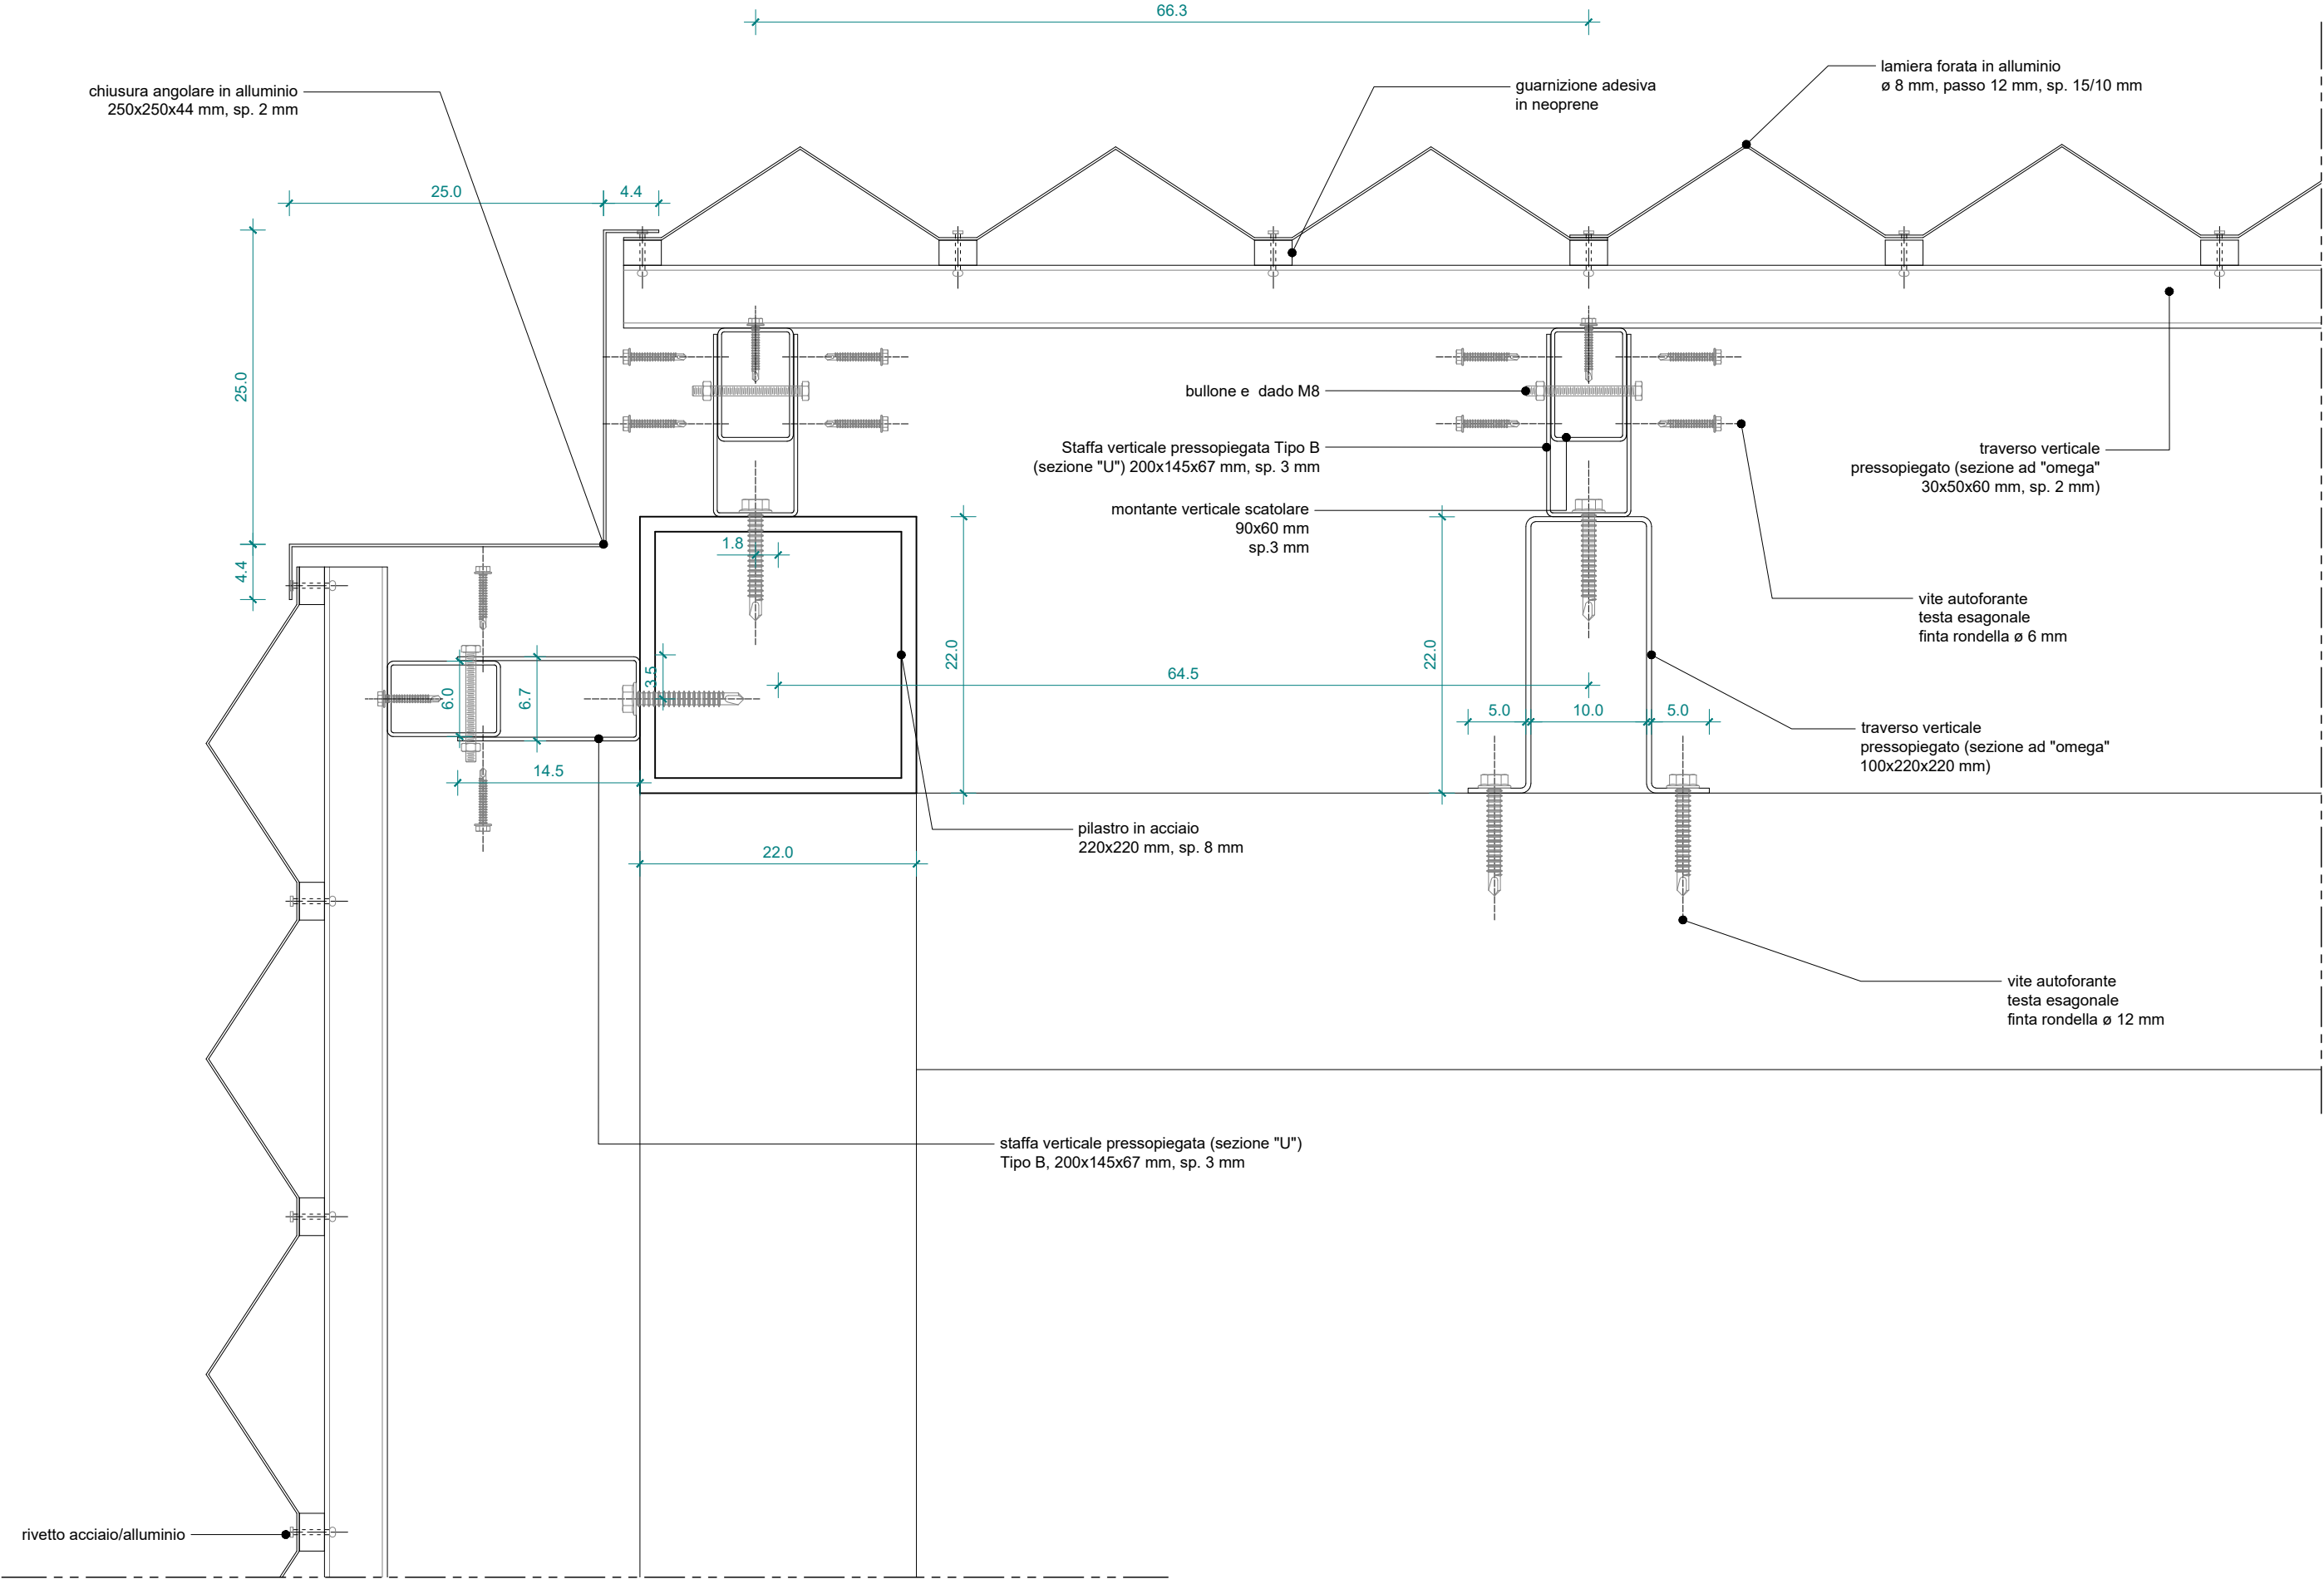 66.3
lamiera forata in alluminio
ø 8 mm, passo 12 mm, sp. 15/10 mm
guarnizione adesiva
in neoprene
chiusura angolare in alluminio
250x250x44 mm, sp. 2 mm
25.0
4.4
25.0
4.4
bullone e  dado M8
Staffa verticale pressopiegata Tipo B
(sezione "U") 200x145x67 mm, sp. 3 mm
montante verticale scatolare
90x60 mm
sp.3 mm
traverso verticale
pressopiegato (sezione ad "omega"
30x50x60 mm, sp. 2 mm)
1.8
vite autoforante
testa esagonale
finta rondella ø 6 mm
6.0
6.7
3.5
22.0
22.0
64.5
5.0
10.0
5.0
14.5
traverso verticale
pressopiegato (sezione ad "omega"
100x220x220 mm)
pilastro in acciaio
220x220 mm, sp. 8 mm
22.0
vite autoforante
testa esagonale
finta rondella ø 12 mm
staffa verticale pressopiegata (sezione "U")
Tipo B, 200x145x67 mm, sp. 3 mm
rivetto acciaio/alluminio